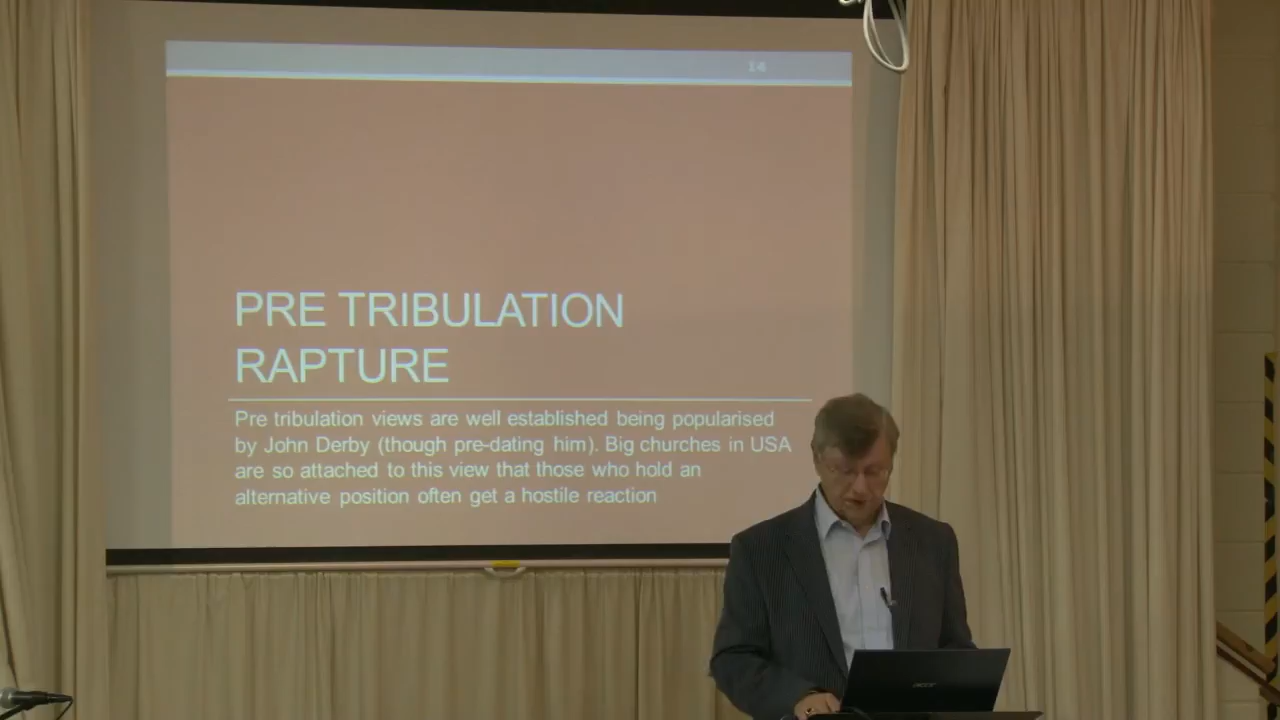 14
PRE TRIBULATION
RAPTURE
Pre tribulation views are well established being popularised
by John Derby (though pre-dating him). Big churches in USA
are so attached to this view that those who hold an
alternative position often get a hostile reaction
acer